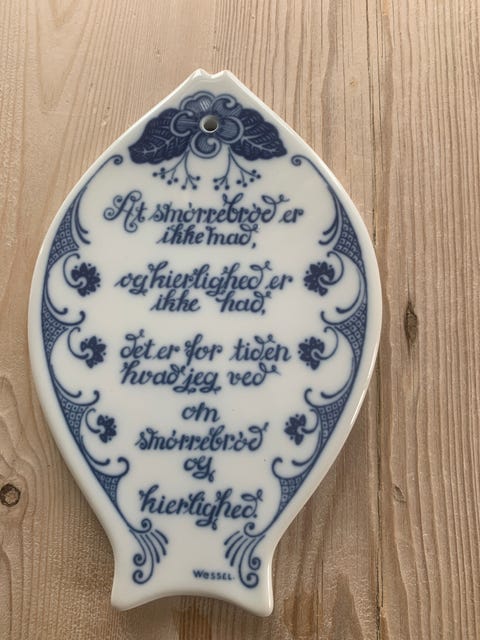 At smørrebrød er
ikke mad,
og kierlighed er
ikke had,
det er for tiden
hvad jeg ved
om
smørrebrød
og
kierlighed.
WESSEL.